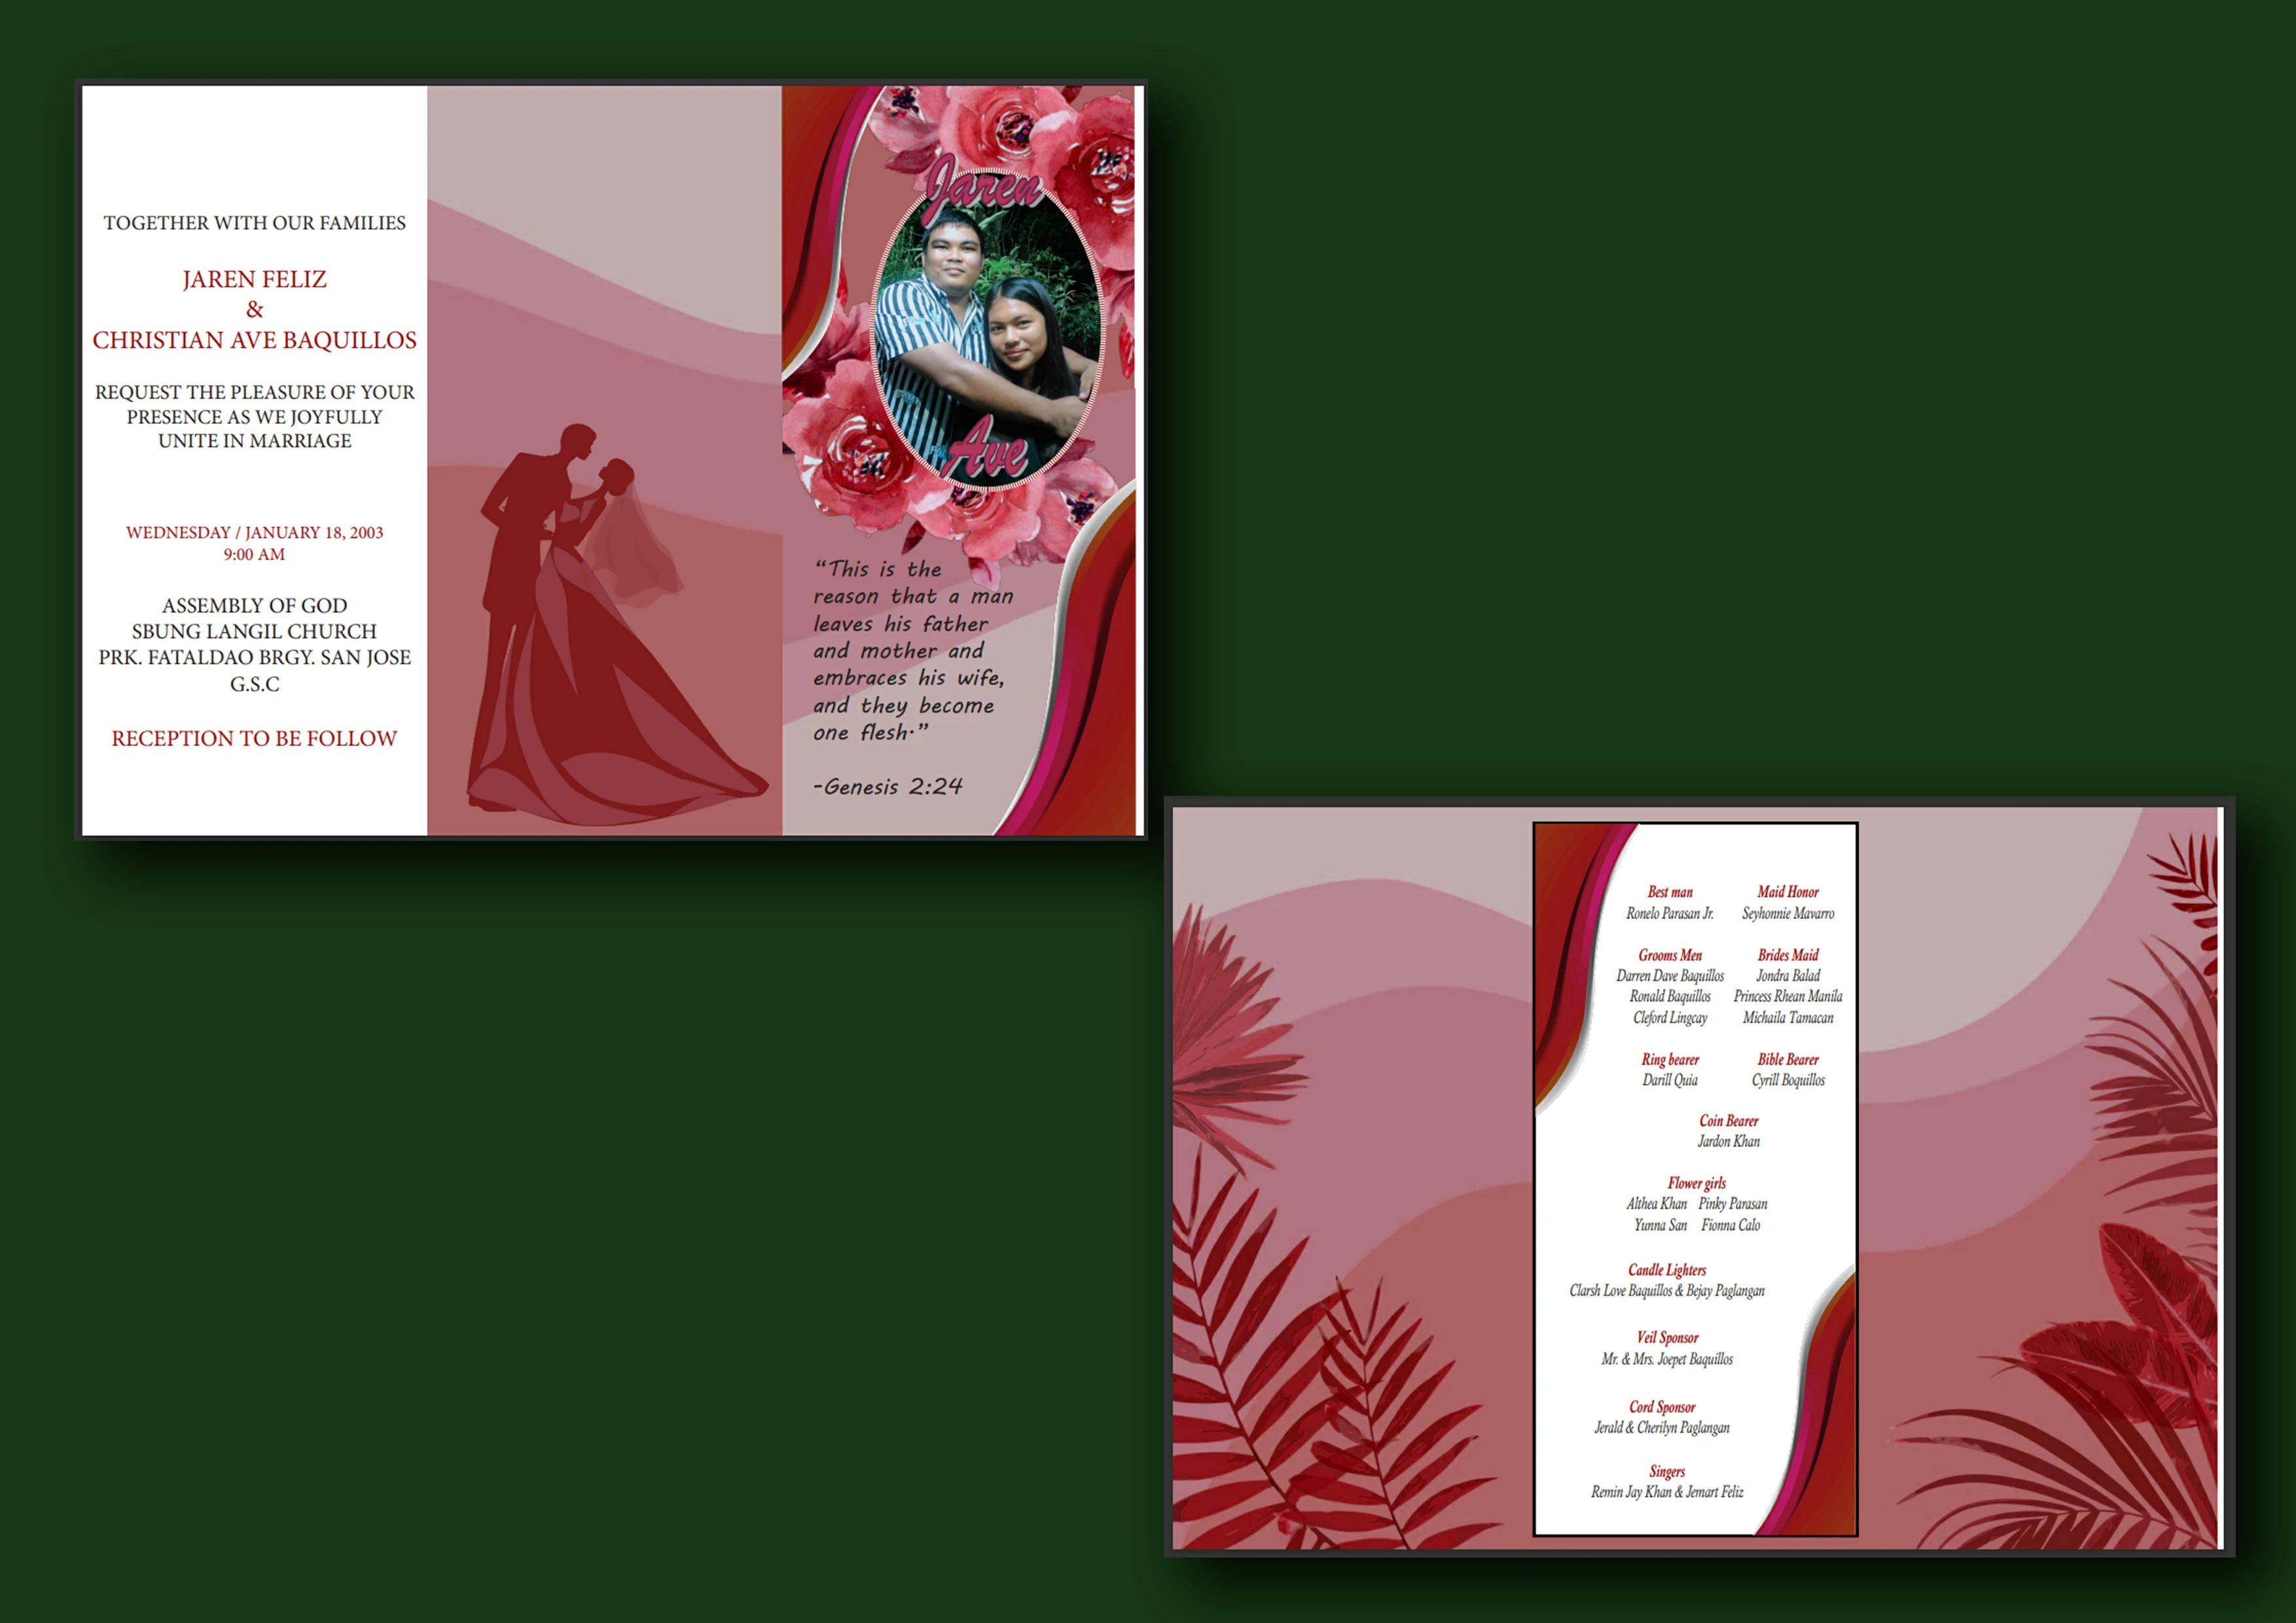 TOGETHER WITH OUR FAMILIES
JAREN FELIZ
&
CHRISTIAN AVE BAQUILLOS
REQUEST THE PLEASURE OF YOUR
PRESENCE AS WE JOYFULLY
UNITE IN MARRIAGE
WEDNESDAY / JANUARY 18, 2003
9:00 AM
ASSEMBLY OF GOD
SBUNG LANGIL CHURCH
PRK. FATALDAO BRGY. SAN JOSE
G.S.C
RECEPTION TO BE FOLLOW
Jaren
Ave
“This is the
reason that a man
leaves his father
and mother and
embraces his wife,
and they become
one flesh.”
-Genesis 2:24
Best man Maid Honor
Ronelo Parasan Jr. Seyhonnie Mavarro
Grooms Men Brides Maid
Darren Dave Baquillos Jondra Balad
Ronald Baquillos Princess Rhean Manila
Cleford Lingcay Michaila Tamacan
Ring bearer Bible Bearer
Darill Quia Cyrill Boquillos
Coin Bearer
Jardon Khan
Flower girls
Althea Khan Pinky Parasan
Yunna San Fionna Calo
Candle Lighters
Clarsh Love Baquillos & Bejay Paglangan
Veil Sponsor
Mr. & Mrs. Joepet Baquillos
Cord Sponsor
Jerald & Cherilyn Paglangan
Singers
Remin Jay Khan & Jemart Feliz